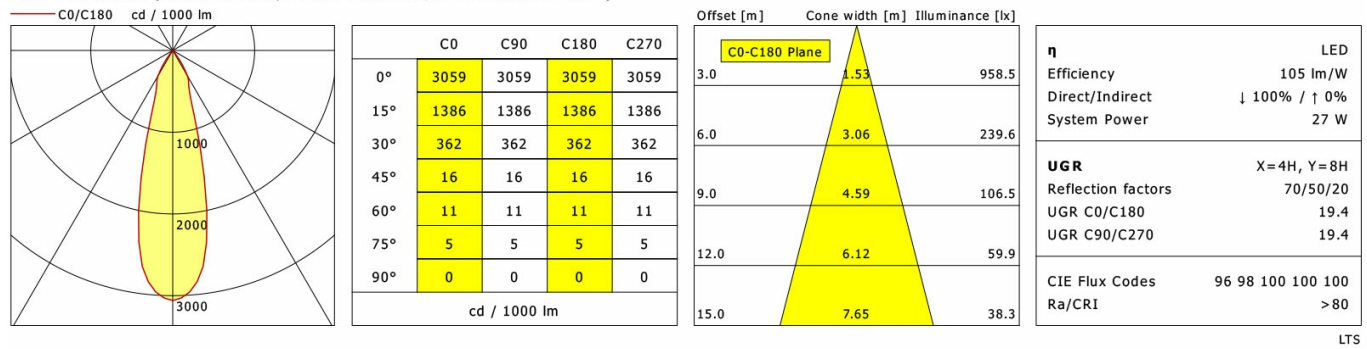 C0/C180 cd / 1000 lm
1000
2000
3000
C0 C90 C180 C270
0° 3059 3059 3059 3059
15° 1386 1386 1386 1386
30° 362 362 362 362
45° 16 16 16 16
60° 11 11 11 11
75° 5 5 5 5
90° 0 0 0 0
cd / 1000 lm
Offset [m] Cone width [m] Illuminance [lx]
C0-C180 Plane
3.0 1.53 958.5
6.0 3.06 239.6
9.0 4.59 106.5
12.0 6.12 59.9
15.0 7.65 38.3
η LED
Efficiency 105 lm/W
Direct/Indirect ↓ 100% / ↑ 0%
System Power 27 W
UGR X=4H, Y=8H
Reflection factors 70/50/20
UGR C0/C180 19.4
UGR C90/C270 19.4
CIE Flux Codes 96 98 100 100 100
Ra/CRI >80
LTS